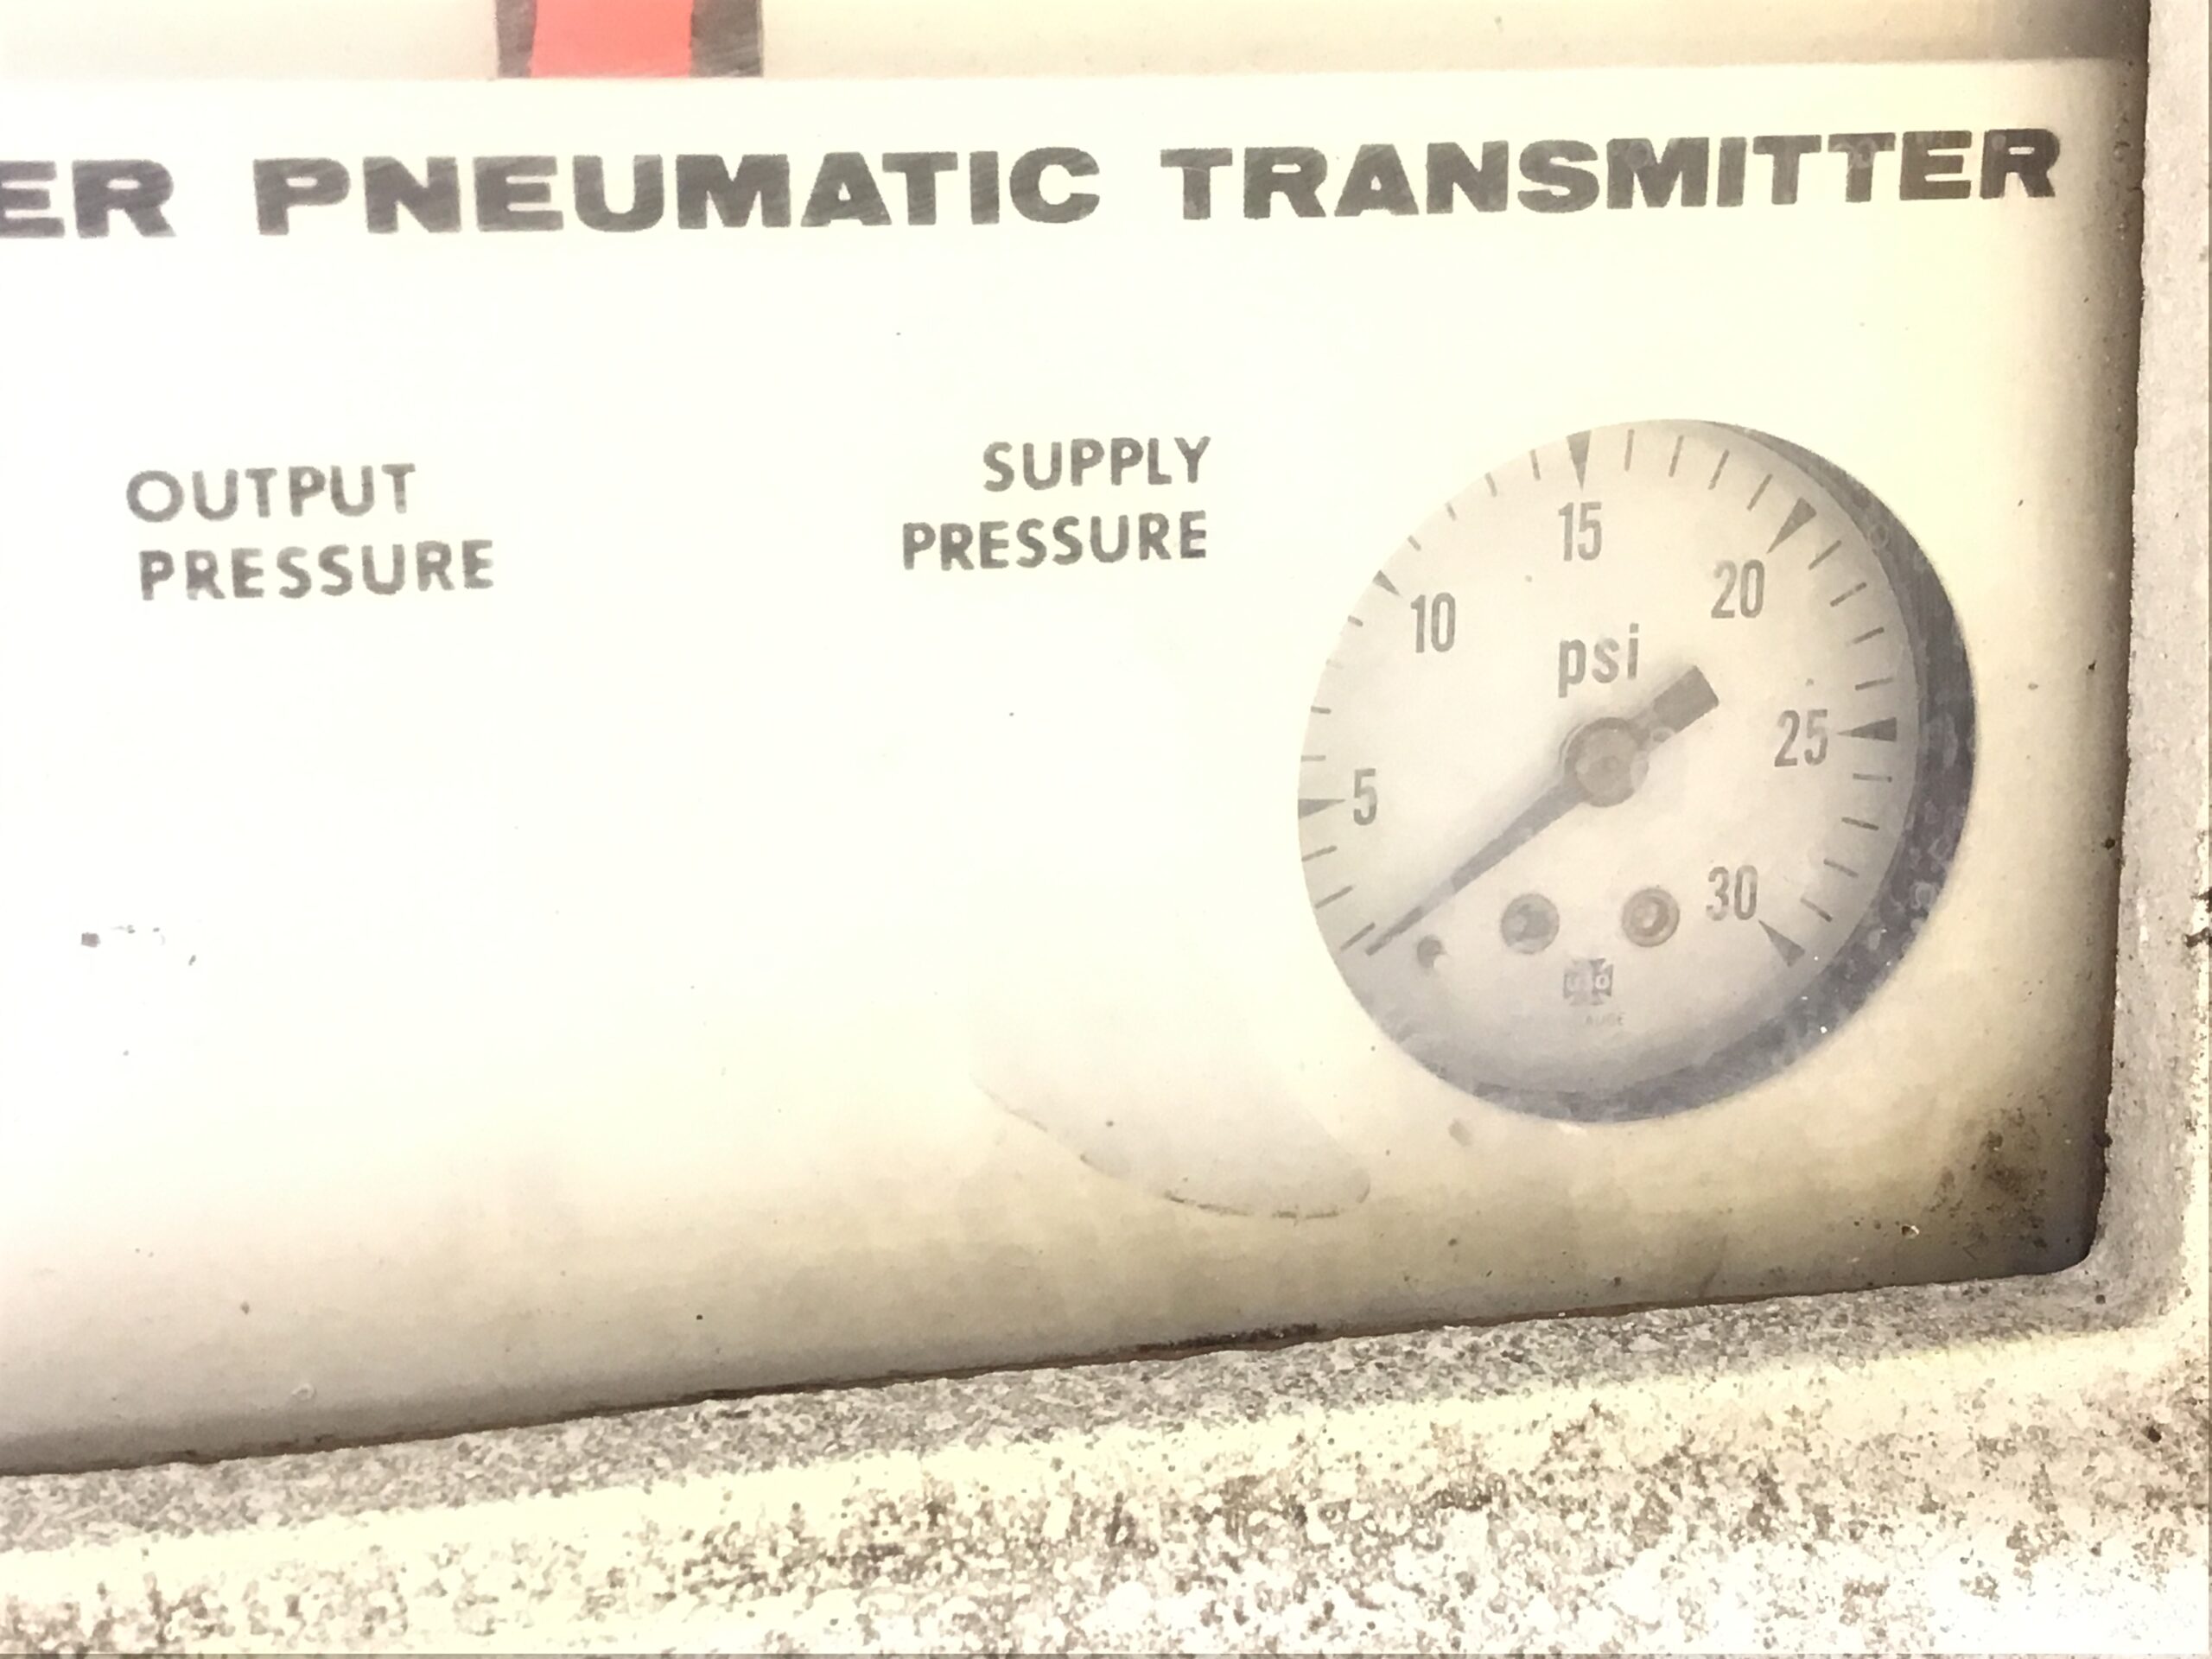 ER PNEUMATIC TRANSMITTER
OUTPUT
PRESSURE
SUPPLY
PRESSURE
15
10
20
psi
5
25
30